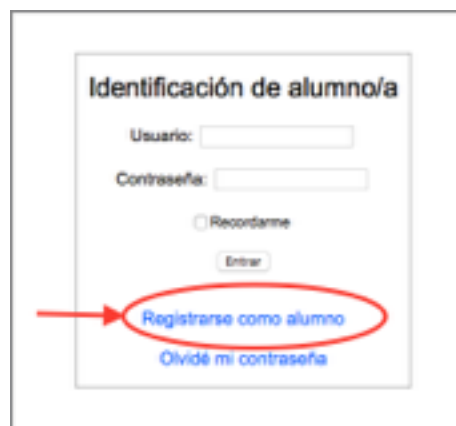 Identificación de alumno/a
Usuario:
Contraseña:
Recordarme
Entrar
Registrarse como alumno
Olvidé mi contraseña